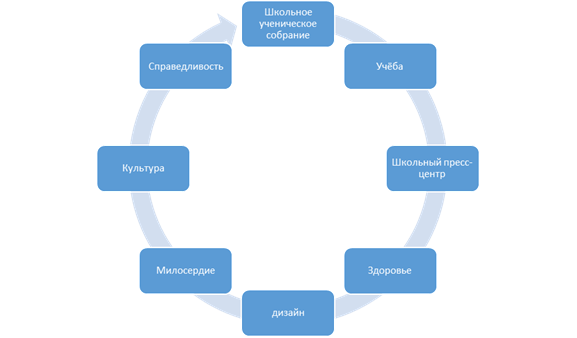 Школьное
ученическое
собрание
Учёба
Школьный пресс-
центр
Здоровье
дизайн
Милосердие
Культура
Справедливость